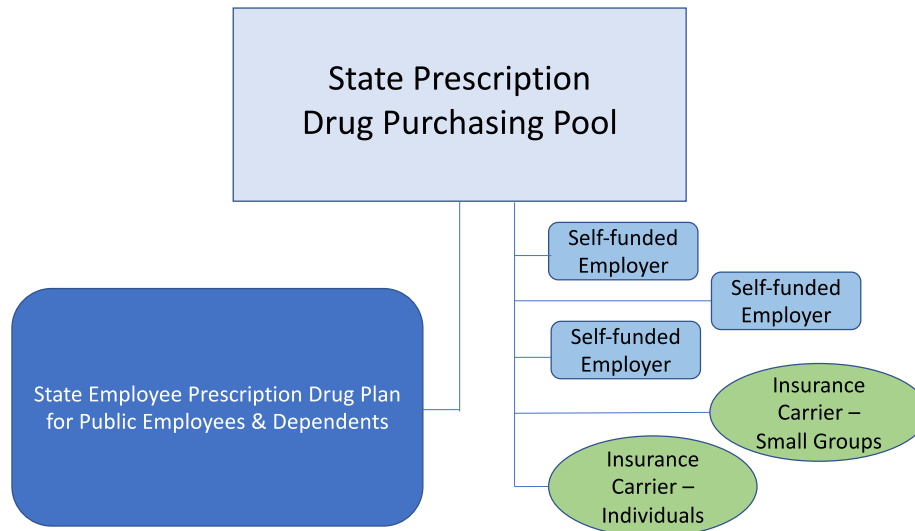 State Prescription
Drug Purchasing Pool
Self-funded
Employer
Self-funded
Employer
Self-funded
Employer
State Employee Prescription Drug Plan
for Public Employees & Dependents
Insurance
Carrier –
Small Groups
Insurance
Carrier –
Individuals